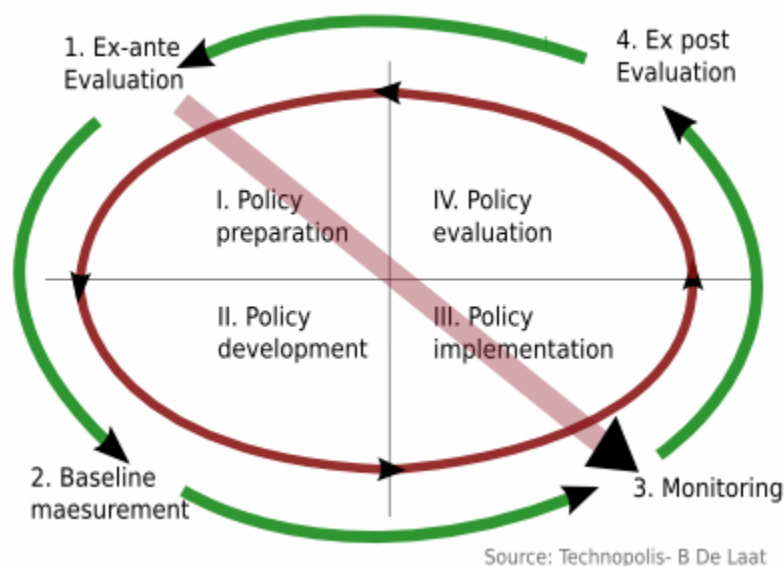 1. Ex-ante
Evaluation
4. Ex post
Evaluation
I. Policy
preparation
IV. Policy
evaluation
II. Policy
development
III. Policy
implementation
2. Baseline
maesurement
3. Monitoring
Source: Technopolis- B De Laat